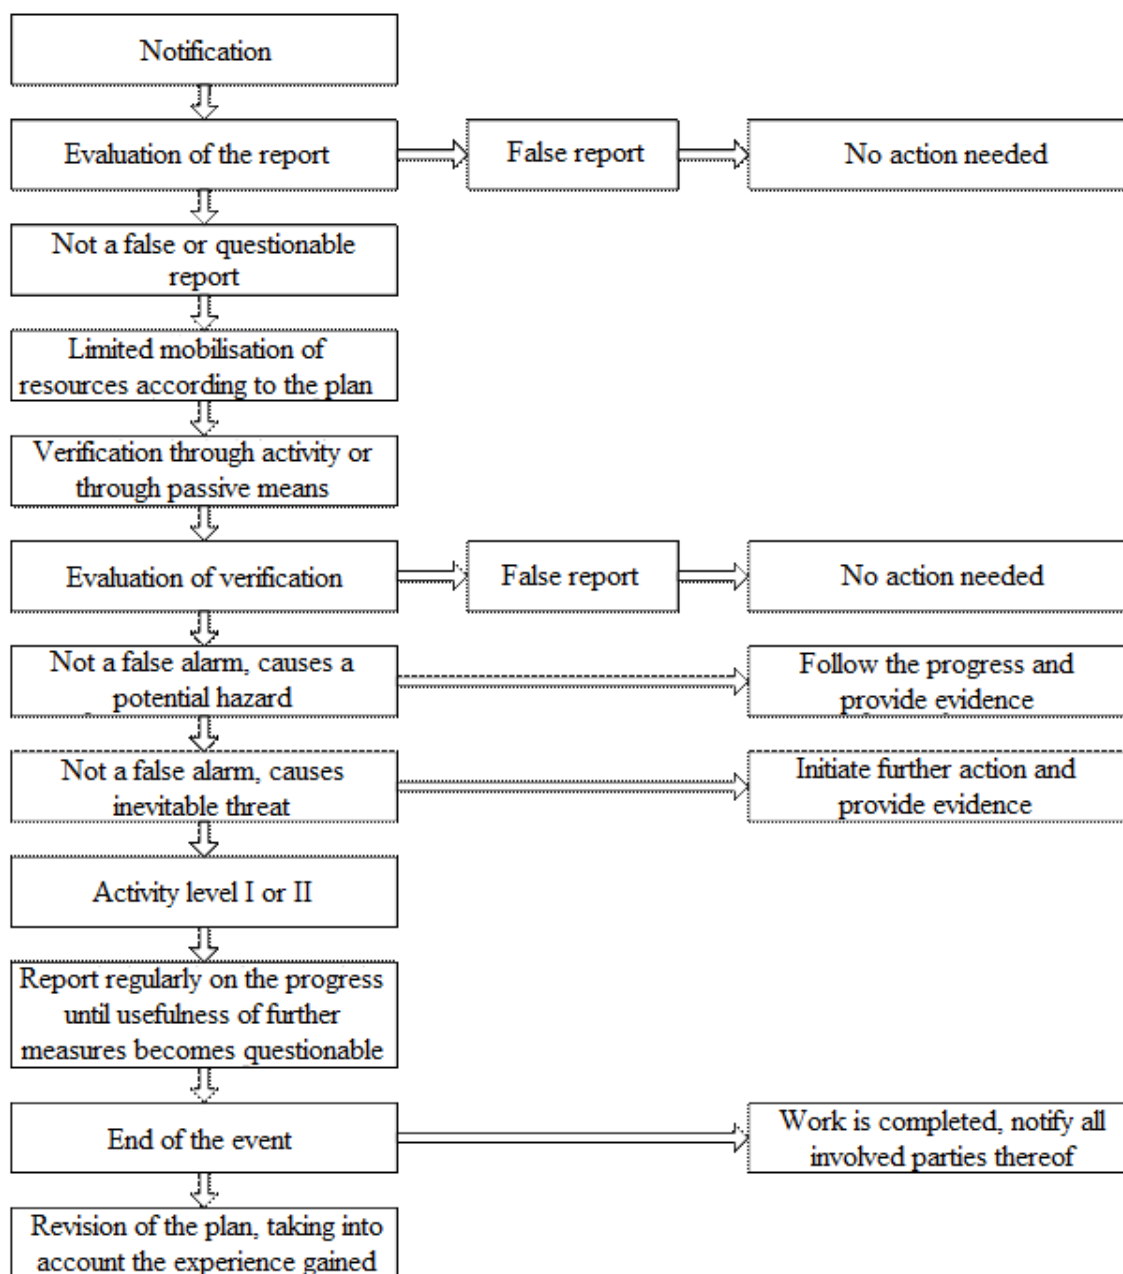 Notification
Evaluation of the report
False report
No action needed
Not a false or questionable
report
Limited mobilisation of
resources according to the plan
Verification through activity or
through passive means
Evaluation of verification
False report
No action needed
Not a false alarm, causes a
potential hazard
Follow the progress and
provide evidence
Not a false alarm, causes
inevitable threat
Initiate further action and
provide evidence
Activity level I or II
Report regularly on the progress
until usefulness of further
measures becomes questionable
End of the event
Work is completed, notify all
involved parties thereof
Revision of the plan, taking into
account the experience gained